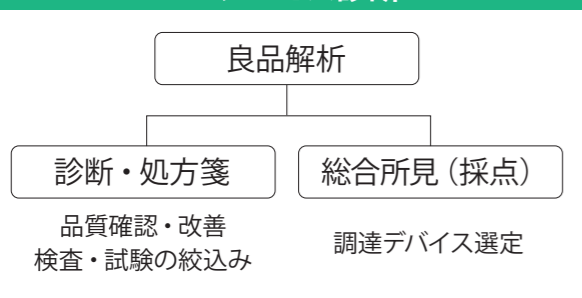 良品解析
診断・処方箋
総合所見（採点）
品質確認・改善
検査・試験の絞込み
調達デバイス選定